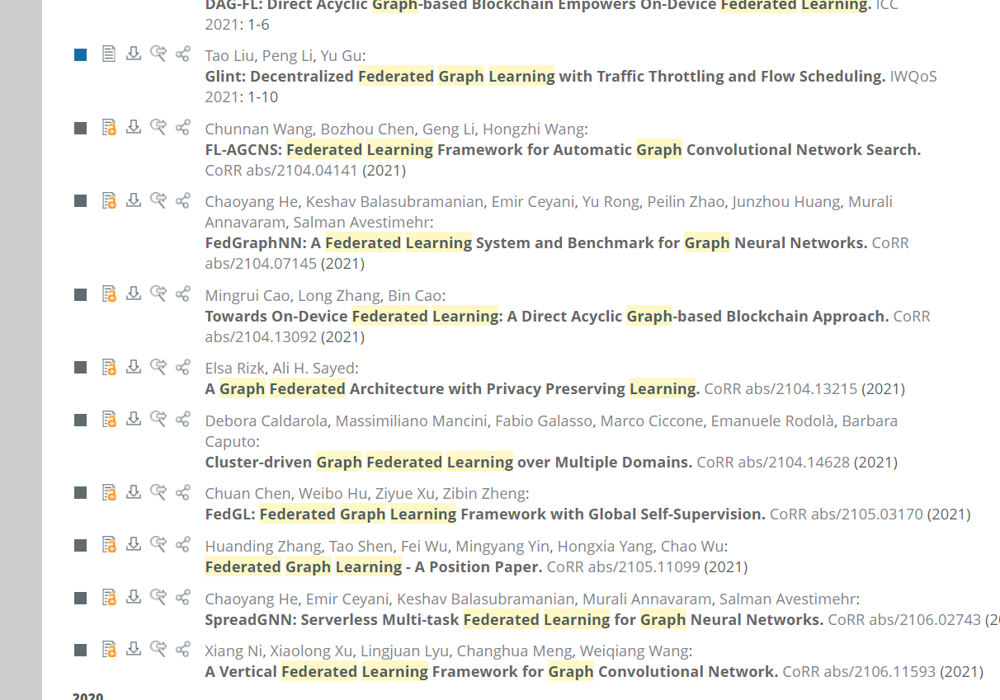 DAG-FL: Direct Acyclic Graph-based Blockchain Empowers On-Device Federated Learning. ICC
2021: 1-6
Tao Liu, Peng Li, Yu Gu:
Glint: Decentralized Federated Graph Learning with Traffic Throttling and Flow Scheduling. IWQoS
2021: 1-10
Chunnan Wang, Bozhou Chen, Geng Li, Hongzhi Wang:
FL-AGCNS: Federated Learning Framework for Automatic Graph Convolutional Network Search.
CoRR abs/2104.04141 (2021)
Chaoyang He, Keshav Balasubramanian, Emir Ceyani, Yu Rong, Peilin Zhao, Junzhou Huang, Murali
Annavaram, Salman Avestimehr:
FedGraphNN: A Federated Learning System and Benchmark for Graph Neural Networks. CoRR
abs/2104.07145 (2021)
Mingrui Cao, Long Zhang, Bin Cao:
Towards On-Device Federated Learning: A Direct Acyclic Graph-based Blockchain Approach. CoRR
abs/2104.13092 (2021)
Elsa Rizk, Ali H. Sayed:
A Graph Federated Architecture with Privacy Preserving Learning. CoRR abs/2104.13215 (2021)
Debora Caldarola, Massimiliano Mancini, Fabio Galasso, Marco Ciccone, Emanuele Rodolà, Barbara
Caputo:
Cluster-driven Graph Federated Learning over Multiple Domains. CoRR abs/2104.14628 (2021)
Chuan Chen, Weibo Hu, Ziyue Xu, Zibin Zheng:
FedGL: Federated Graph Learning Framework with Global Self-Supervision. CoRR abs/2105.03170 (2021)
Huanding Zhang, Tao Shen, Fei Wu, Mingyang Yin, Hongxia Yang, Chao Wu:
Federated Graph Learning - A Position Paper. CoRR abs/2105.11099 (2021)
Chaoyang He, Emir Ceyani, Keshav Balasubramanian, Murali Annavaram, Salman Avestimehr:
SpreadGNN: Serverless Multi-task Federated Learning for Graph Neural Networks. CoRR abs/2106.02743
Xiang Ni, Xiaolong Xu, Lingjuan Lyu, Changhua Meng, Weiqiang Wang:
A Vertical Federated Learning Framework for Graph Convolutional Network. CoRR abs/2106.11593 (2021)
2020